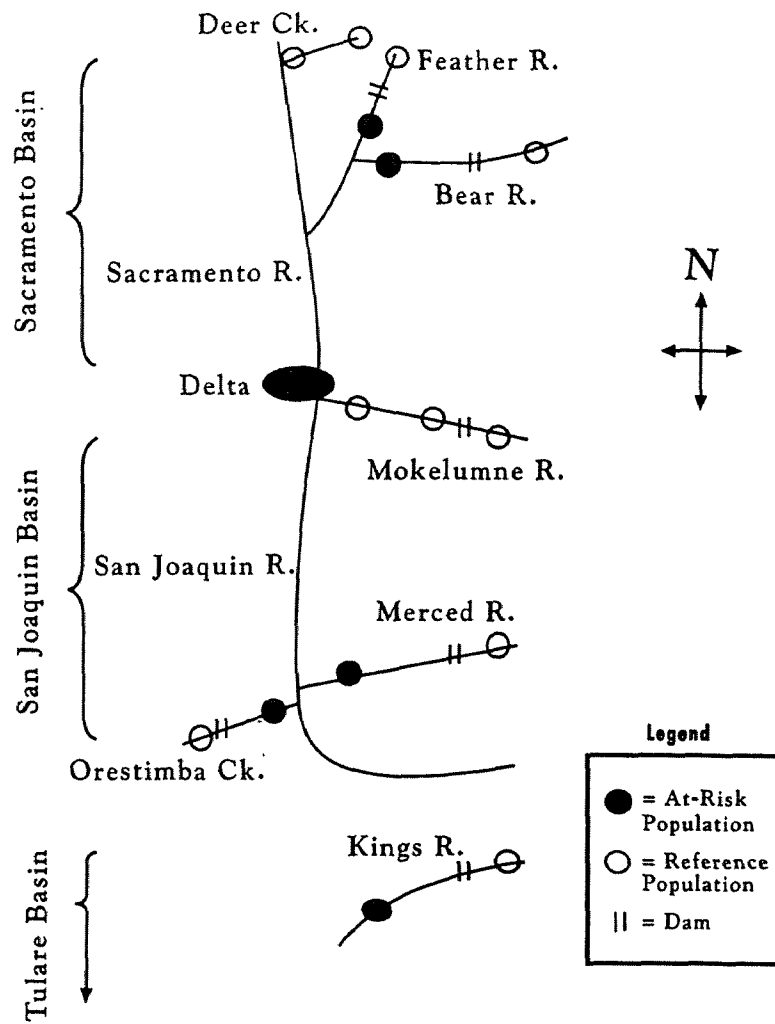 Deer Ck.
Feather R.
Bear R.
Sacramento Basin
Sacramento R.
N
Delta
Mokelumne R.
San Joaquin Basin
San Joaquin R.
Merced R.
Orestimba Ck.
Legend
= At-Risk
Population
= Reference
Population
= Dam
Kings R.
Tulare Basin